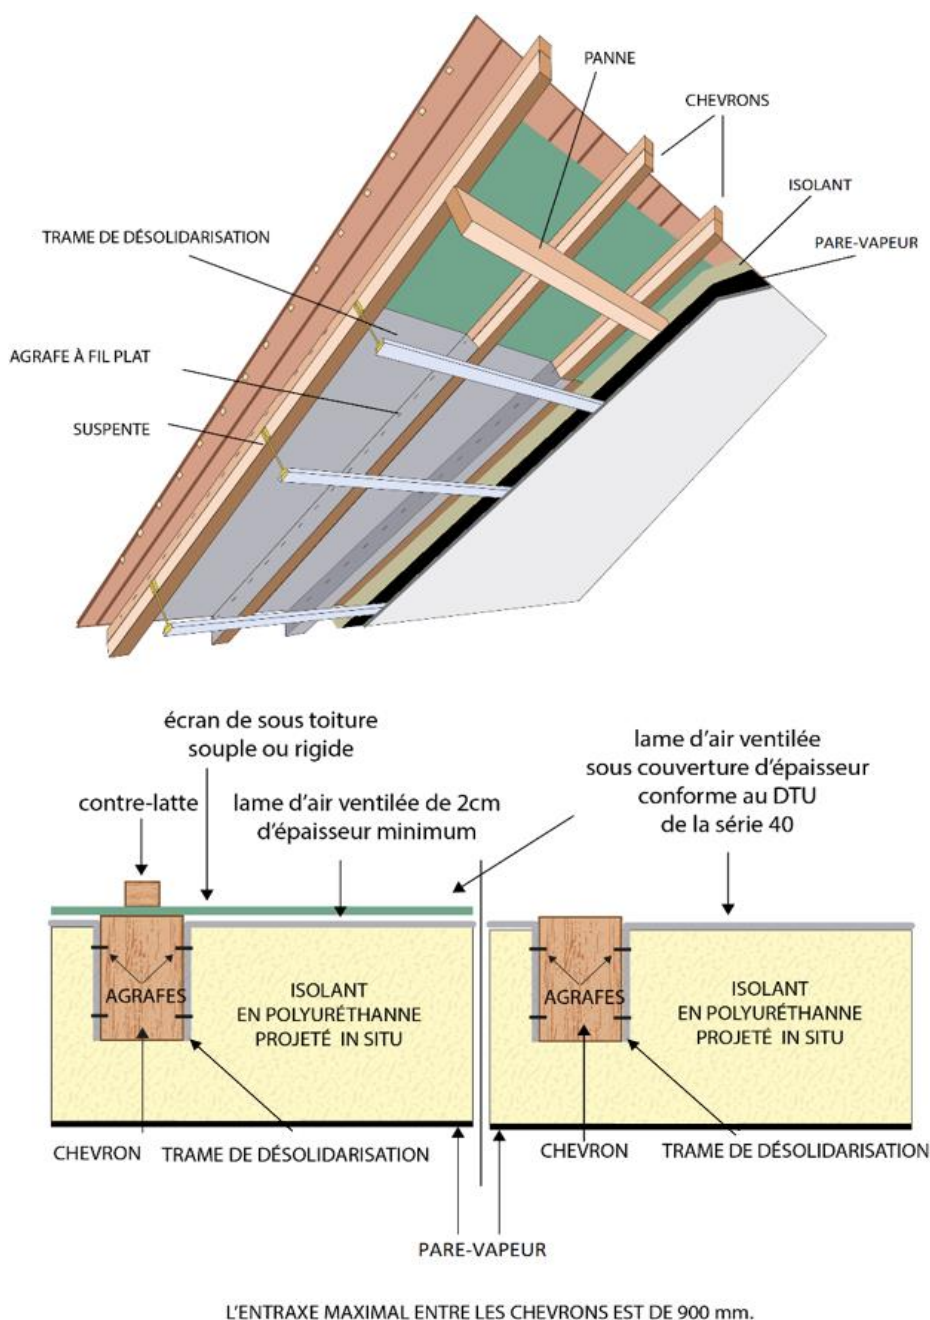 PANNE
CHEVRONS
ISOLANT
TRAME DE DÉSOLIDARISATION
PARE-VAPEUR
AGRAFE À FIL PLAT
SUSPENTE
écran de sous toiture
souple ou rigide
lame d'air ventilée
sous couverture d'épaisseur
conforme au DTU
de la série 40
contre-latte
lame d'air ventilée de 2cm
d'épaisseur minimum
AGRAFES
ISOLANT
EN POLYURÉTHANNE
PROJETÉ IN SITU
AGRAFES
ISOLANT
EN POLYURÉTHANNE
PROJETÉ IN SITU
CHEVRON
TRAME DE DÉSOLIDARISATION
CHEVRON
TRAME DE DÉSOLIDARISATION
PARE-VAPEUR
L'ENTRAXE MAXIMAL ENTRE LES CHEVRONS EST DE 900 mm.